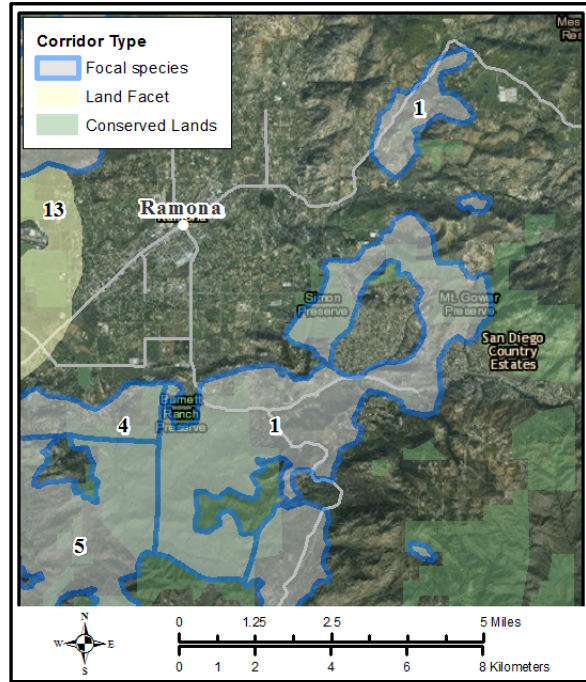 Corridor Type
Focal species
Land Facet
Conserved Lands
Mes
Res
1
13
Ramona
Simon
Preserve
Mt. Gower
Preserve
San Diego
Country
Estates
Barnett
Ranch
Preserve
4
1
5
N
W
E
S
0
1.25
2.5
5 Miles
0
1
2
4
6
8 Kilometers